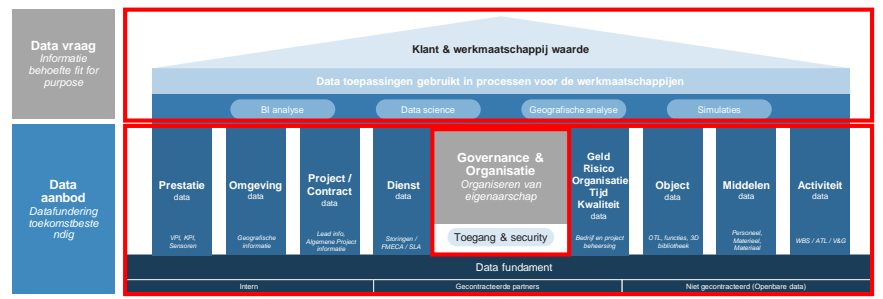 Data vraag
Informatie
behoefte fit for
purpose
Klant & werkmaatschappij waarde
Data toepassingen gebruikt in processen voor de werkmaatschappijen
BI analyse
Data science
Geografische analyse
Simulaties
Data
aanbod
Datafundering
toekomstbeste
ndig
Prestatie
data
VPI, KPI,
Sensoren
Omgeving
data
Geografische
informatie
Project /
Contract
data
Lead info,
Algemene Project
informatie
Dienst
data
Storingen /
FMECA / SLA
Governance &
Organisatie
Organiseren van
eigenaarschap
Toegang & security
Geld
Risico
Organisatie
Tijd
Kwaliteit
data
Bedrijf en project
beheersing
Object
data
OTL, functies, 3D
bibliotheek
Middelen
data
Personeel,
Materieel,
Materiaal
Activiteit
data
WBS / ATL / V&G
Data fundament
Intern
Gecontracteerde partners
Niet gecontracteerd (Openbare data)